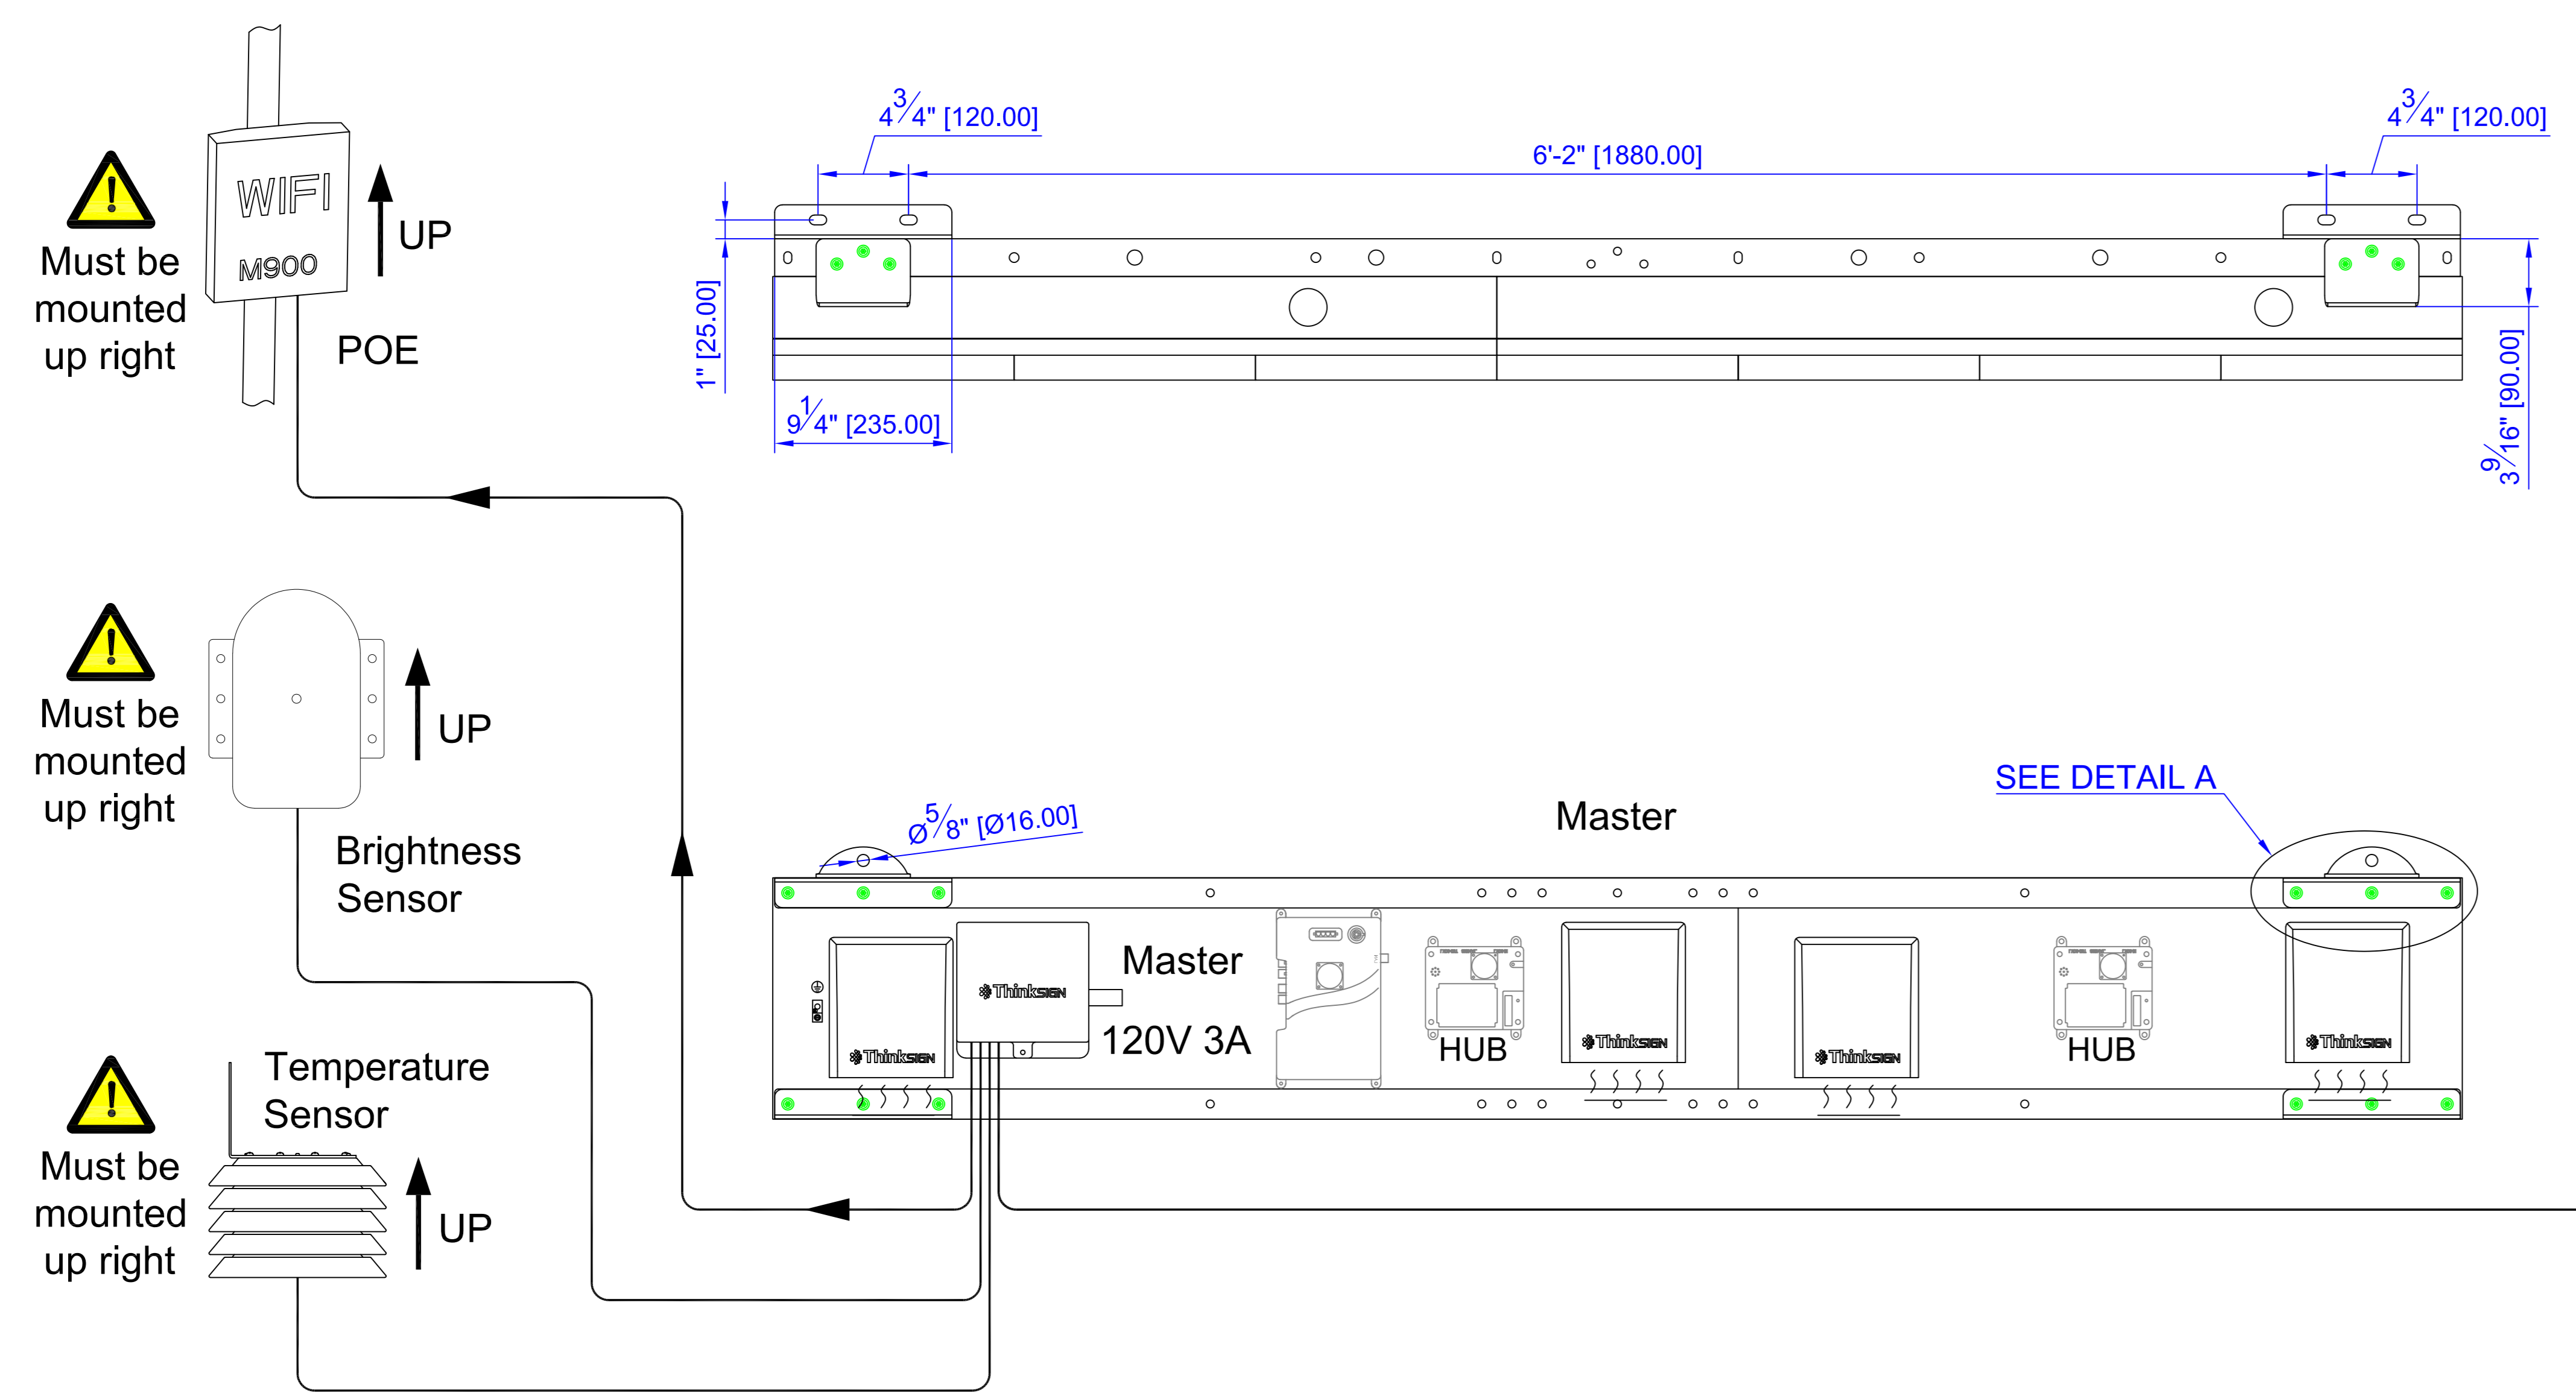 WIFI
M900
UP
Must be
mounted
up right
POE
4 3/4" [120.00]
6'-2" [1880.00]
4 3/4" [120.00]
1" [25.00]
9 1/4" [235.00]
3 9/16" [90.00]
Must be
mounted
up right
UP
Brightness
Sensor
Ø5/8" [Ø16.00]
Master
SEE DETAIL A
Temperature
Sensor
Must be
mounted
up right
UP
ThinkSIGN
ThinkSIGN
Master
120V 3A
HUB
ThinkSIGN
ThinkSIGN
HUB
ThinkSIGN